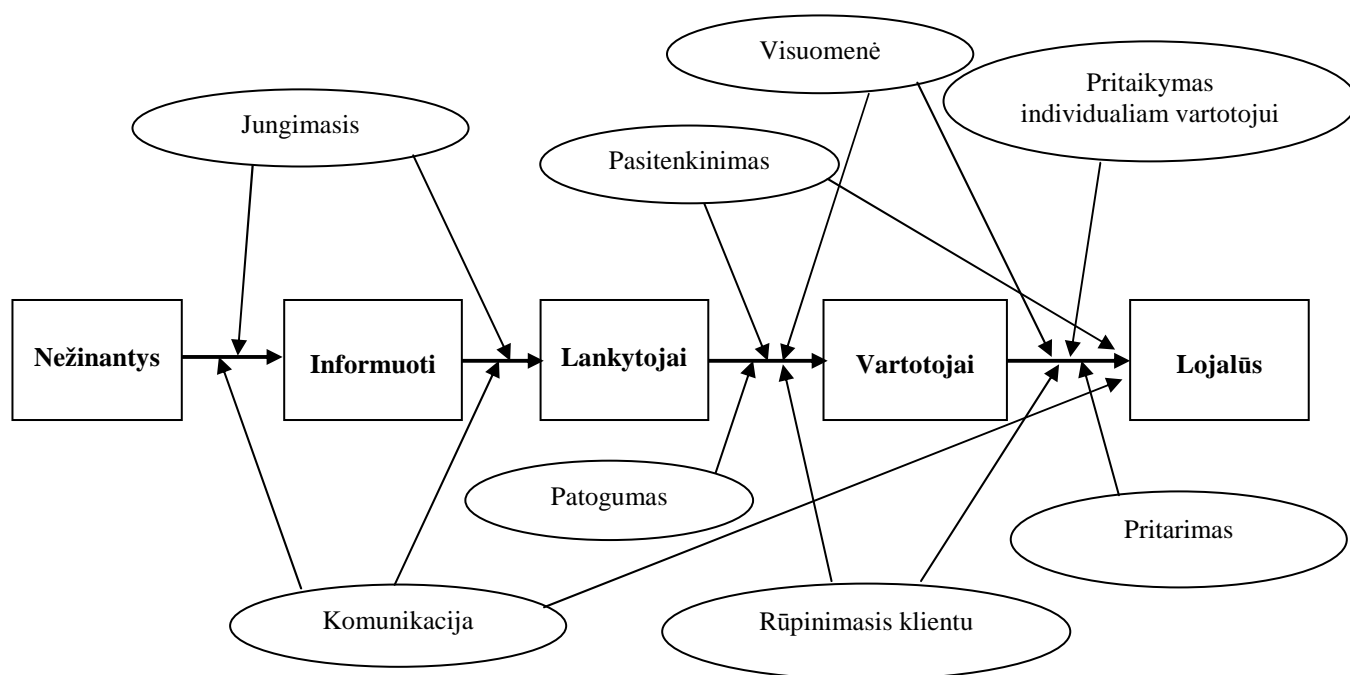 Visuomenė
Pritaikymas
individualiam vartotojui
Jungimasis
Pasitenkinimas
Nežinantys
Informuoti
Lankytojai
Vartotojai
Lojalūs
Patogumas
Pritarimas
Komunikacija
Rūpinimasis klientu